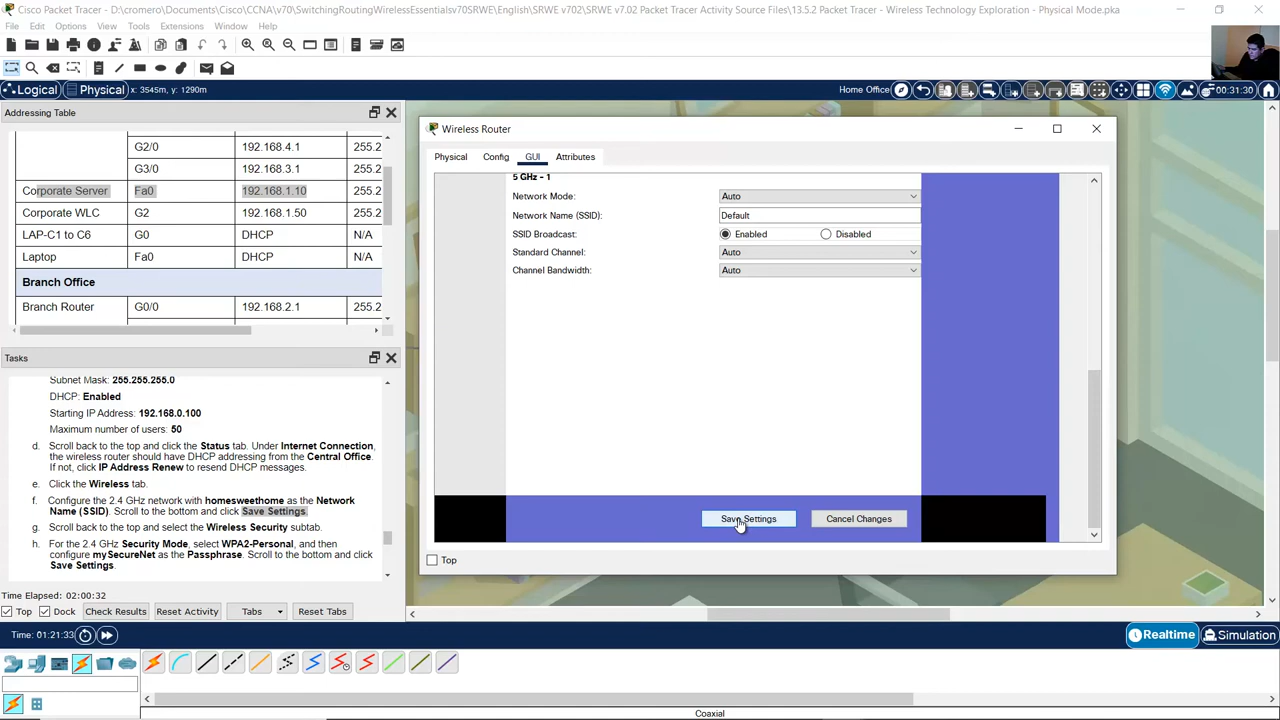 Cisco Packet Tracer - D:\cromero\Documents\Cisco\CCNA\v70\SwitchingRoutingWirelessEssentialsv70SRWE\English\SRWE v702\SRWE v7.02 Packet Tracer Activity Source Files\13.5.2 Packet Tracer - Wireless Technology Exploration - Physical Mode.pka
File Edit Options View Tools Extensions Window Help
Logical Physical x: 3545m, y: 1290m Home Office 00:31:30
Addressing Table
G2/0 192.168.4.1 255.2
G3/0 192.168.3.1 255.2
Corporate Server Fa0 192.168.1.10 255.2
Corporate WLC G2 192.168.1.50 255.2
LAP-C1 to C6 G0 DHCP N/A
Laptop Fa0 DHCP N/A
Branch Office
Branch Router G0/0 192.168.2.1 255.2
Tasks
Subnet Mask: 255.255.255.0
DHCP: Enabled
Starting IP Address: 192.168.0.100
Maximum number of users: 50
d. Scroll back to the top and click the Status tab. Under Internet Connection,
the wireless router should have DHCP addressing from the Central Office.
If not, click IP Address Renew to resend DHCP messages.
e. Click the Wireless tab.
f. Configure the 2.4 GHz network with homesweethome as the Network
Name (SSID). Scroll to the bottom and click Save Settings.
g. Scroll back to the top and select the Wireless Security subtab.
h. For the 2.4 GHz Security Mode, select WPA2-Personal, and then
configure mySecureNet as the Passphrase. Scroll to the bottom and click
Save Settings.
Time Elapsed: 02:00:32
Top Dock Check Results Reset Activity Tabs Reset Tabs
Wireless Router
Physical Config GUI Attributes
5 GHz - 1
Network Mode: Auto
Network Name (SSID): Default
SSID Broadcast: Enabled Disabled
Standard Channel: Auto
Channel Bandwidth: Auto
Save Settings Cancel Changes
Top
Time: 01:21:33 Realtime Simulation
Coaxial